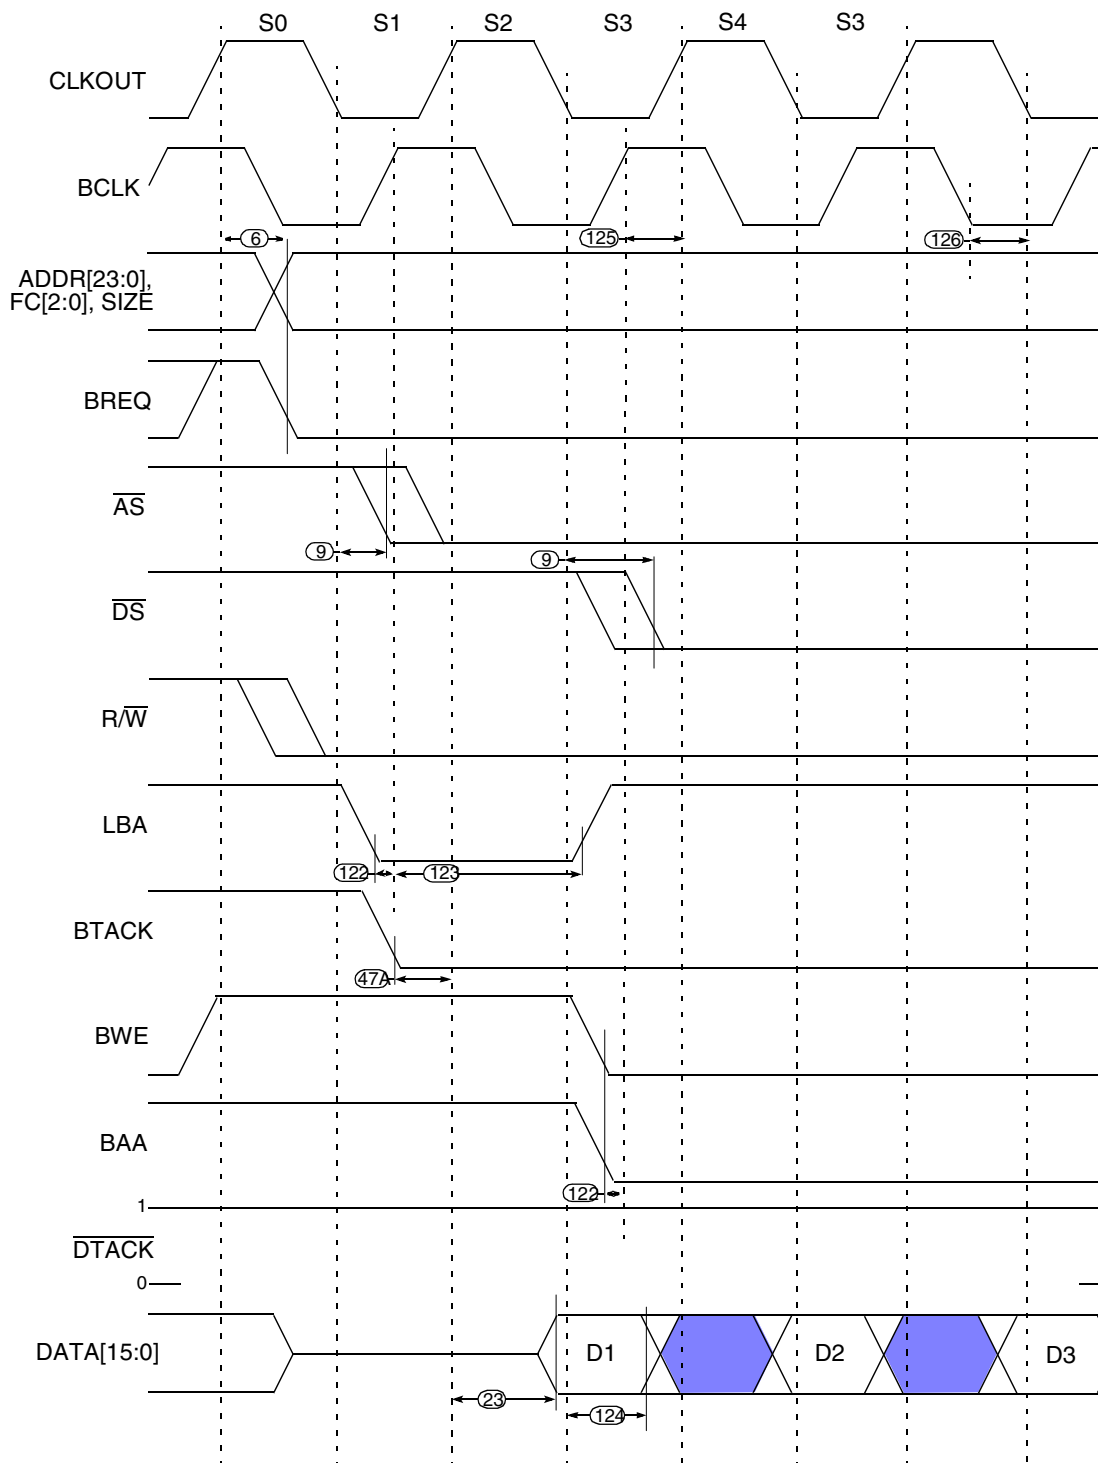 S0 S1 S2 S3 S4 S3
CLKOUT
BCLK
6 125 126
ADDR[23:0],
FC[2:0], SIZE
BREQ
AS
9
9
DS
R/W
LBA
122 123
BTACK
47A
BWE
BAA
122
1
DTACK
0
DATA[15:0] D1 D2 D3
23
124